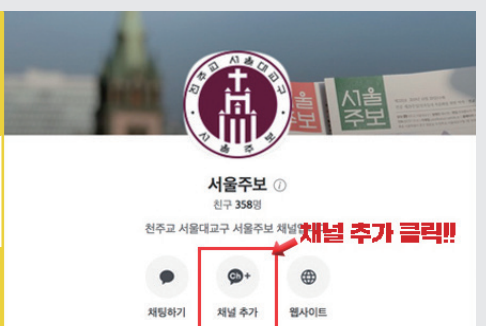 천주교 서울대교구
서울
주보
서울
주보
서울주보
친구 358명
천주교 서울대교구 서울주보 채널
채널 추가 클릭!!
Ch+
채팅하기
채널 추가
웹사이트